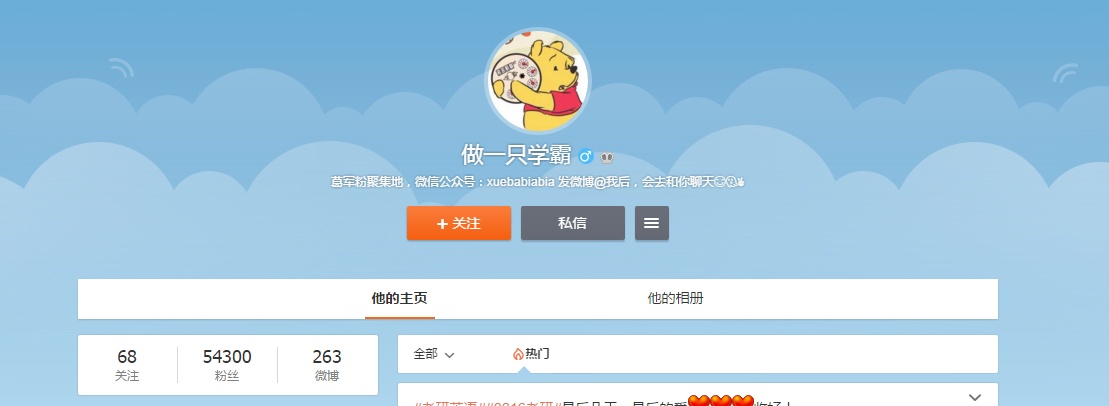 做一只学霸
葛军粉聚集地，微信公众号：xuebabiabia 发微博@我后，会去和你聊天
+ 关注
私信
他的主页
他的相册
68
关注
54300
粉丝
263
微博
全部
热门